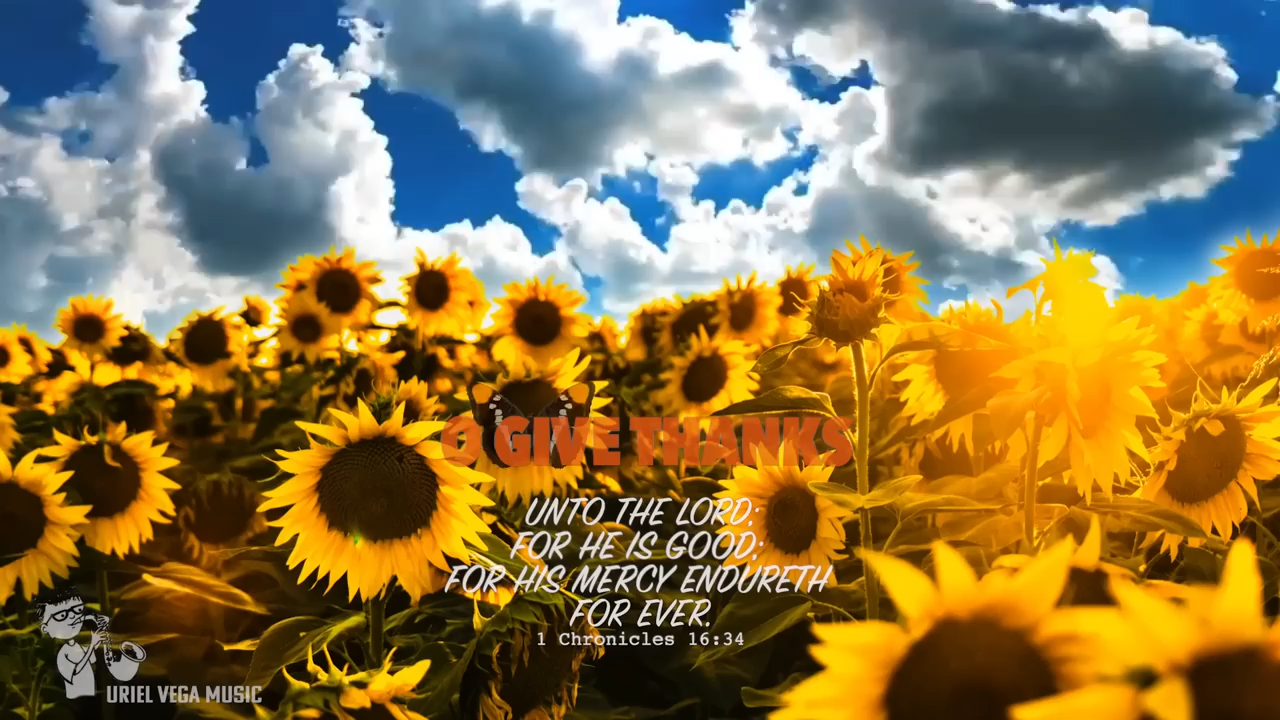 O GIVE THANKS
UNTO THE LORD;
FOR HE IS GOOD;
FOR HIS MERCY ENDURETH
FOR EVER.
1 Chronicles 16:34
URIEL VEGA MUSIC